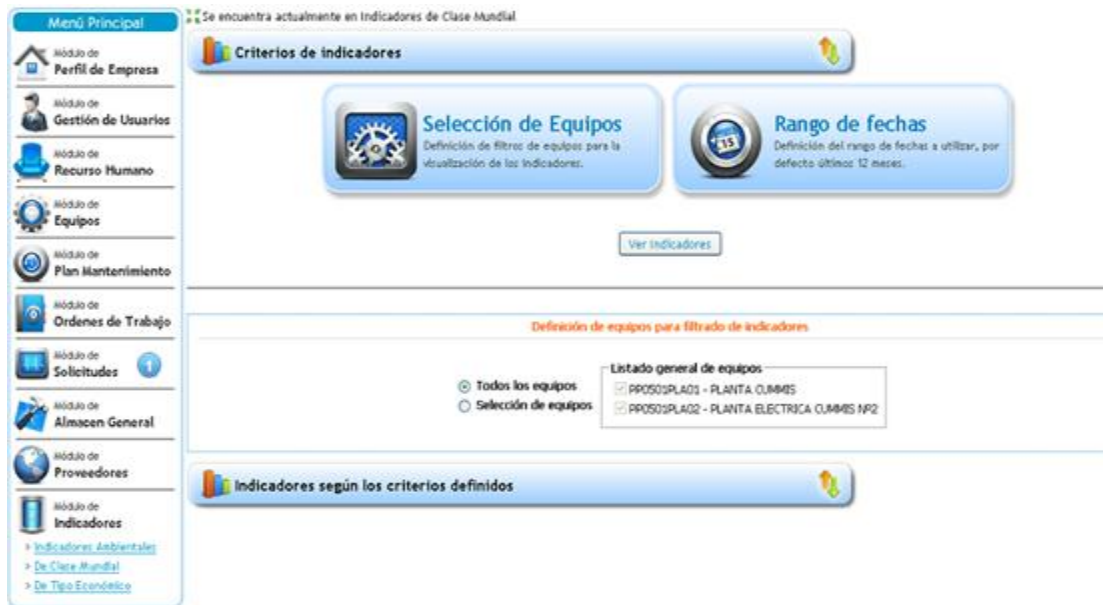 Menú Principal
Módulo de
Perfil de Empresa
Módulo de
Gestión de Usuarios
Módulo de
Recurso Humano
Módulo de
Equipos
Módulo de
Plan Mantenimiento
Módulo de
Ordenes de Trabajo
Módulo de
Solicitudes
1
Módulo de
Almacen General
Módulo de
Proveedores
Módulo de
Indicadores
> Indicadores Ambientales
> De Clase Mundial
> De Tipo Económico
Se encuentra actualmente en Indicadores de Clase Mundial
Criterios de indicadores
Selección de Equipos
Definición de filtros de equipos para la
visualización de los indicadores.
15
Rango de fechas
Definición del rango de fechas a utilizar, por
defecto últimos 12 meses.
Ver Indicadores
Definición de equipos para filtrado de indicadores
Todos los equipos
Selección de equipos
Listado general de equipos
PP0501PLA01 - PLANTA CUMMIS
PP0501PLA02 - PLANTA ELECTRICA CUMMIS Nº2
Indicadores según los criterios definidos